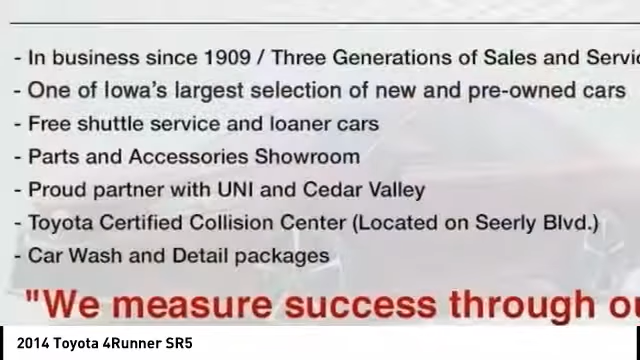 - In business since 1909 / Three Generations of Sales and
- One of Iowa's largest selection of new and pre-owned cars
- Free shuttle service and loaner cars
- Parts and Accessories Showroom
- Proud partner with UNI and Cedar Valley
- Toyota Certified Collision Center (Located on Seerly Blvd.)
- Car Wash and Detail packages
"We measure success through
2014 Toyota 4Runner SR5